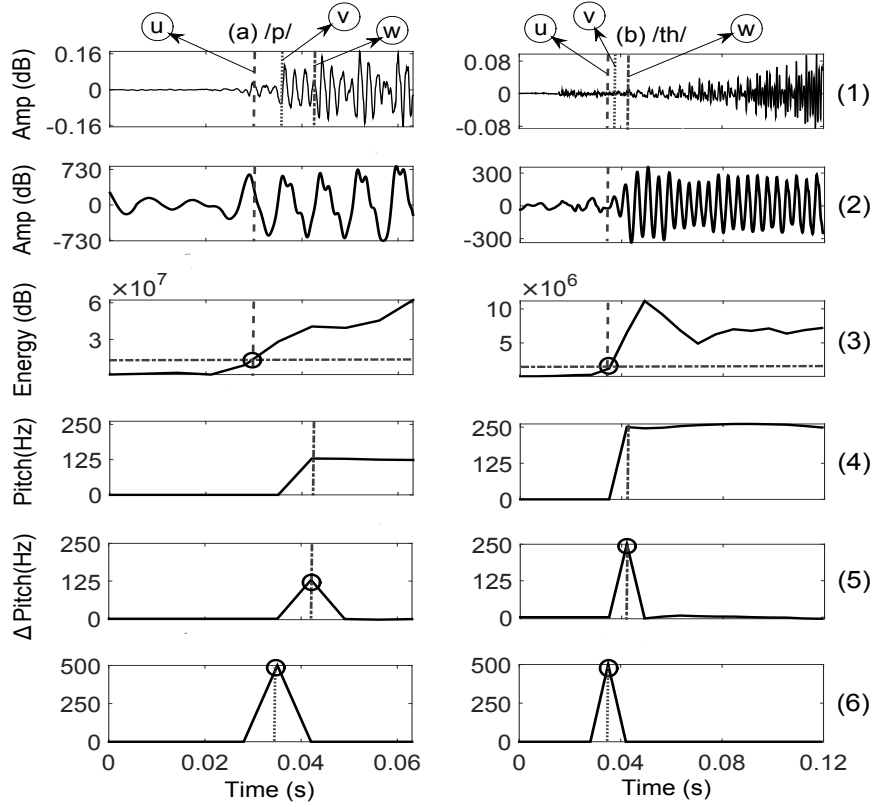 u (a) /p/ v w
Amp (dB) 0.16 0 -0.16
u v (b) /th/ w
0.08 0 -0.08 (1)
Amp (dB) 730 0 -730
300 0 -300 (2)
Energy (dB) ×10^7 6 3
×10^6 10 5 (3)
Pitch(Hz) 250 125 0
250 125 0 (4)
Δ Pitch(Hz) 250 125 0
250 125 0 (5)
500 250 0
500 250 0 (6)
0 0.02 0.04 0.06
Time (s)
0 0.04 0.08 0.12
Time (s)